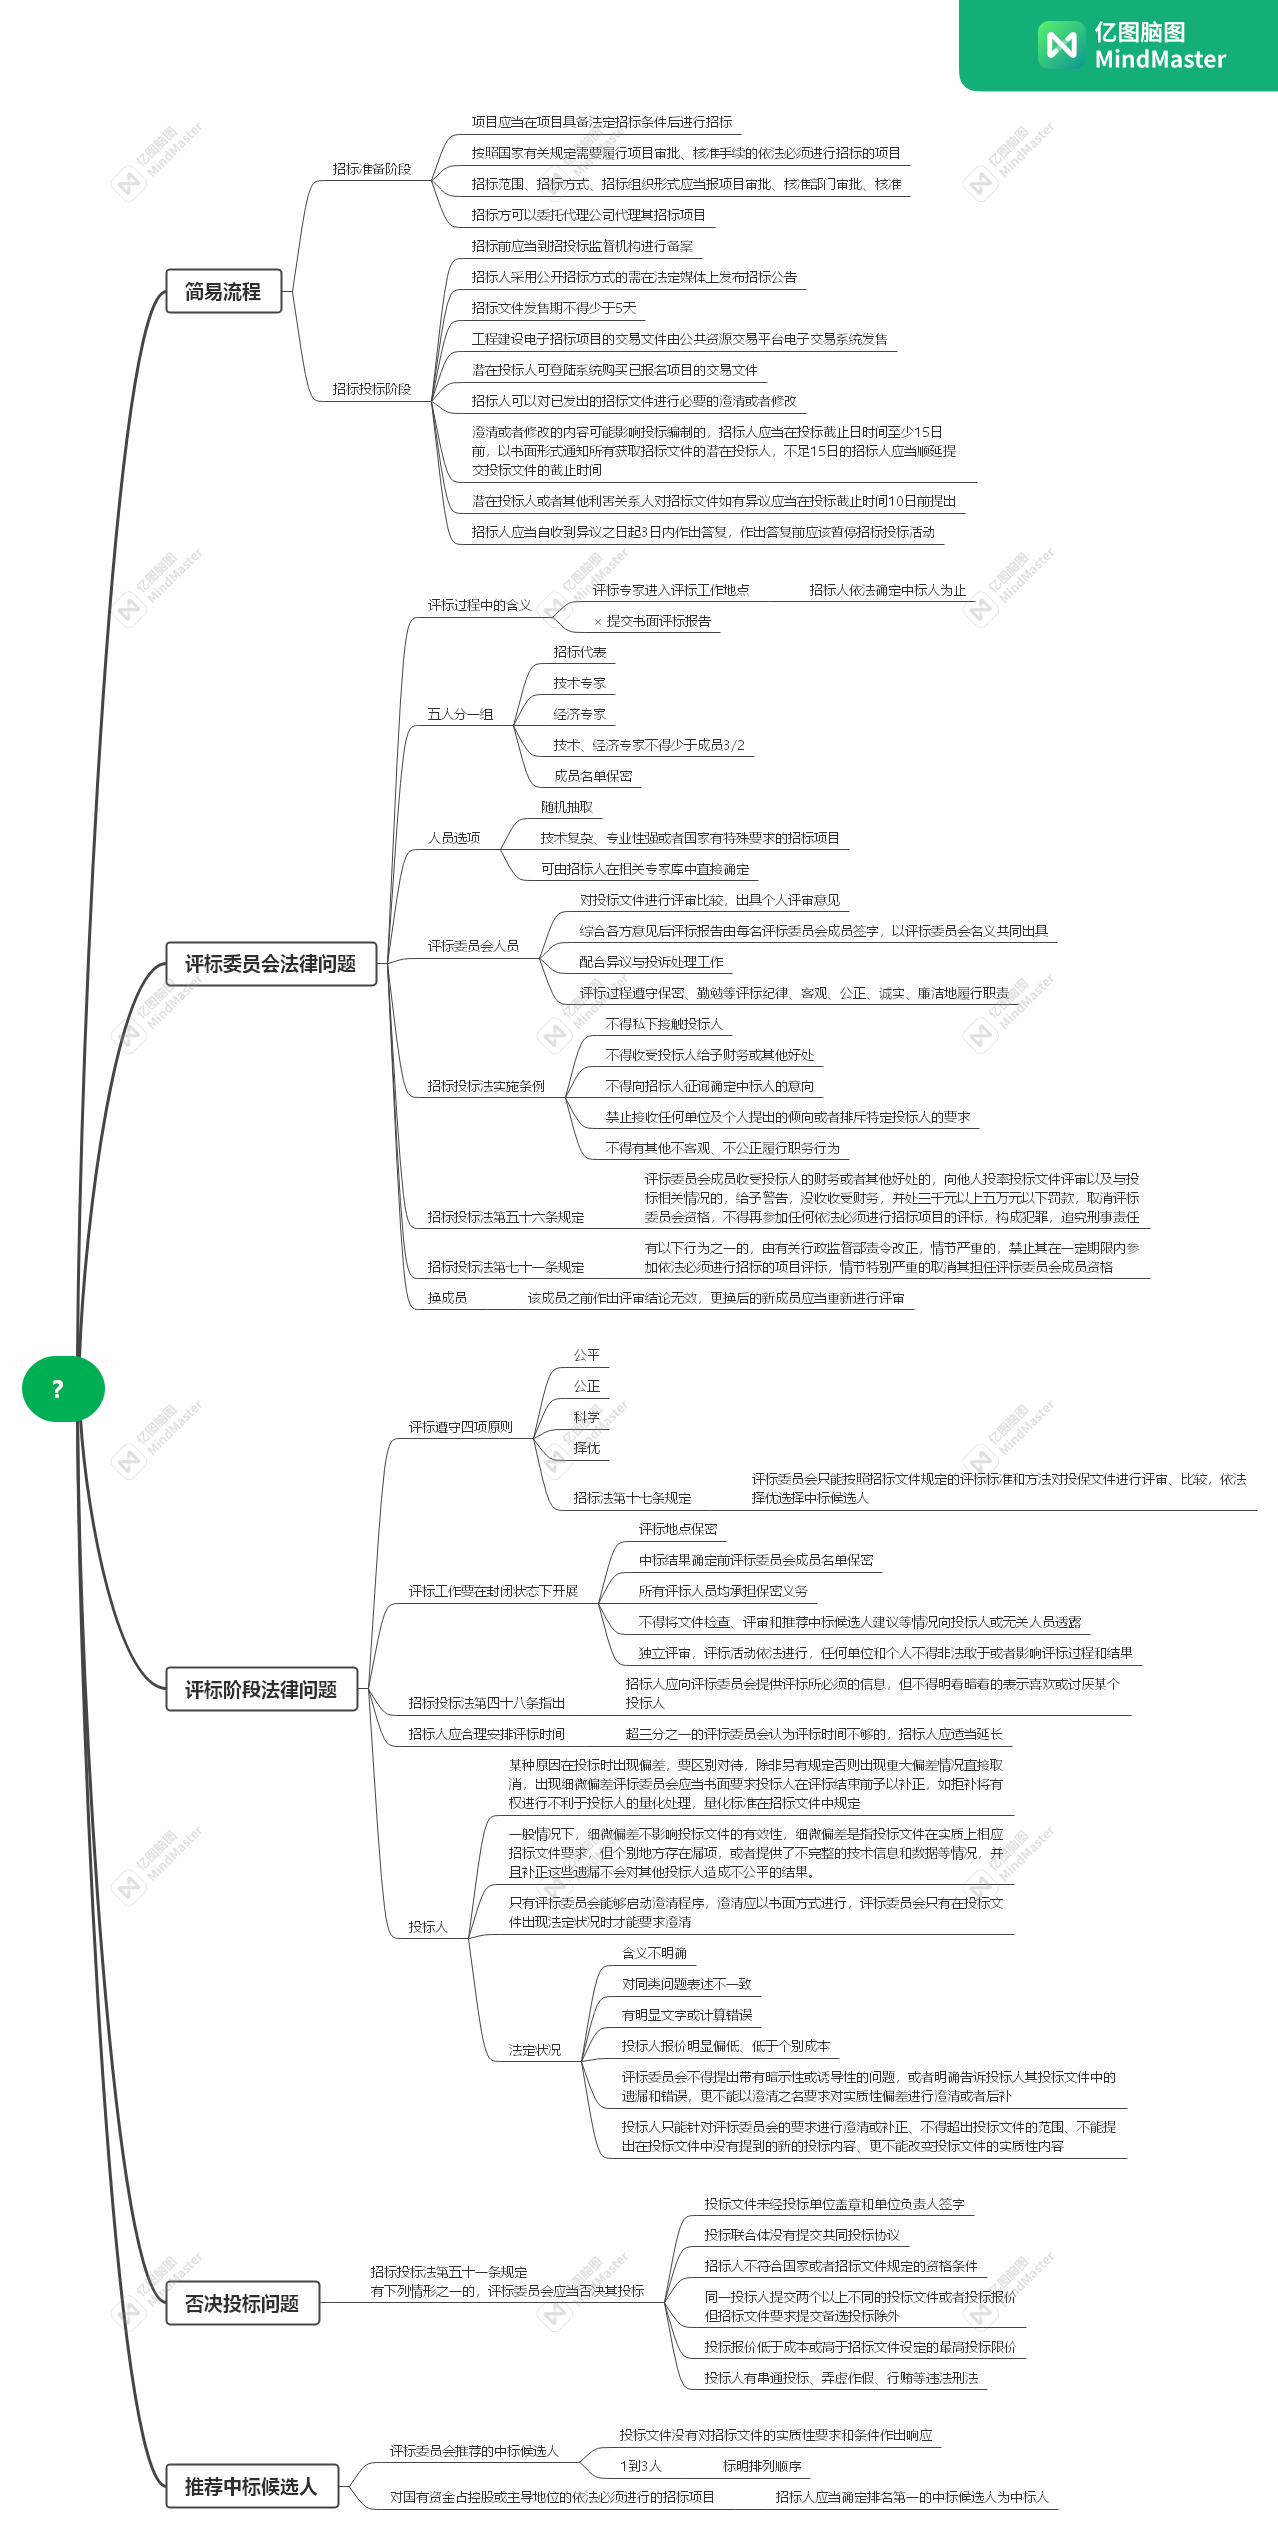 亿图脑图
MindMaster
项目应当在项目具备法定招标条件后进行招标
按照国家有关规定需要履行项目审批、核准手续的依法必须进行招标的项目
招标准备阶段
招标范围、招标方式、招标组织形式应当报项目审批、核准部门审批、核准
招标方可以委托代理公司代理其招标项目
招标前应当到招投标监督机构进行备案
招标人采用公开招标方式的需在法定媒体上发布招标公告
简易流程
招标文件发售期不得少于5天
工程建设电子招标项目的交易文件由公共资源交易平台电子交易系统发售
潜在投标人可登陆系统购买已报名项目的交易文件
招标投标阶段
招标人可以对已发出的招标文件进行必要的澄清或者修改
澄清或者修改的内容可能影响投标编制的，招标人应当在投标截止日时间至少15日
前，以书面形式通知所有获取招标文件的潜在投标人，不足15日的招标人应当顺延提
交投标文件的截止时间
潜在投标人或者其他利害关系人对招标文件如有异议应当在投标截止时间10日前提出
招标人应当自收到异议之日起3日内作出答复，作出答复前应该暂停招标投标活动
评标过程中的含义
评标专家进入评标工作地点
招标人依法确定中标人为止
× 提交书面评标报告
招标代表
技术专家
五人分一组
经济专家
技术、经济专家不得少于成员3/2
成员名单保密
随机抽取
人员选项
技术复杂、专业性强或者国家有特殊要求的招标项目
可由招标人在相关专家库中直接确定
对投标文件进行评审比较，出具个人评审意见
综合各方意见后评标报告由每名评标委员会成员签字，以评标委员会名义共同出具
评标委员会人员
配合异议与投诉处理工作
评标过程遵守保密、勤勉等评标纪律、客观、公正、诚实、廉洁地履行职责
评标委员会法律问题
不得私下接触投标人
不得收受投标人给予财务或其他好处
招标投标法实施条例
不得向招标人征询确定中标人的意向
禁止接收任何单位及个人提出的倾向或者排斥特定投标人的要求
不得有其他不客观、不公正履行职务行为
招标投标法第五十六条规定
评标委员会成员收受投标人的财务或者其他好处的，向他人投率投标文件评审以及与投
标相关情况的，给予警告，没收收受财务，并处三千元以上五万元以下罚款，取消评标
委员会资格，不得再参加任何依法必须进行招标项目的评标，构成犯罪，追究刑事责任
招标投标法第七十一条规定
有以下行为之一的，由有关行政监督部责令改正，情节严重的，禁止其在一定期限内参
加依法必须进行招标的项目评标，情节特别严重的取消其担任评标委员会成员资格
换成员
该成员之前作出评审结论无效，更换后的新成员应当重新进行评审
?
公平
公正
评标遵守四项原则
科学
择优
招标法第十七条规定
评标委员会只能按照招标文件规定的评标标准和方法对投保文件进行评审、比较，依法
择优选择中标候选人
评标地点保密
中标结果确定前评标委员会成员名单保密
评标工作要在封闭状态下开展
所有评标人员均承担保密义务
不得将文件检查、评审和推荐中标候选人建议等情况向投标人或无关人员透露
独立评审，评标活动依法进行，任何单位和个人不得非法敢于或者影响评标过程和结果
评标阶段法律问题
招标投标法第四十八条指出
招标人应向评标委员会提供评标所必须的信息，但不得明着暗着的表示喜欢或讨厌某个
投标人
招标人应合理安排评标时间
超三分之一的评标委员会认为评标时间不够的，招标人应适当延长
某种原因在投标时出现偏差，要区别对待，除非另有规定否则出现重大偏差情况直接取
消，出现细微偏差评标委员会应当书面要求投标人在评标结束前予以补正，如拒补将有
权进行不利于投标人的量化处理，量化标准在招标文件中规定
一般情况下，细微偏差不影响投标文件的有效性，细微偏差是指投标文件在实质上相应
招标文件要求，但个别地方存在漏项，或者提供了不完整的技术信息和数据等情况，并
且补正这些遗漏不会对其他投标人造成不公平的结果。
投标人
只有评标委员会能够启动澄清程序，澄清应以书面方式进行，评标委员会只有在投标文
件出现法定状况时才能要求澄清
法定状况
含义不明确
对同类问题表述不一致
有明显文字或计算错误
投标人报价明显偏低、低于个别成本
评标委员会不得提出带有暗示性或诱导性的问题，或者明确告诉投标人其投标文件中的
遗漏和错误，更不能以澄清之名要求对实质性偏差进行澄清或者后补
投标人只能针对评标委员会的要求进行澄清或补正、不得超出投标文件的范围、不能提
出在投标文件中没有提到的新的投标内容、更不能改变投标文件的实质性内容
否决投标问题
招标投标法第五十一条规定
有下列情形之一的，评标委员会应当否决其投标
投标文件未经投标单位盖章和单位负责人签字
投标联合体没有提交共同投标协议
招标人不符合国家或者招标文件规定的资格条件
同一投标人提交两个以上不同的投标文件或者投标报价
但招标文件要求提交备选投标除外
投标报价低于成本或高于招标文件设定的最高投标限价
投标人有串通投标、弄虚作假、行贿等违法刑法
推荐中标候选人
评标委员会推荐的中标候选人
投标文件没有对招标文件的实质性要求和条件作出响应
1到3人
标明排列顺序
对国有资金占控股或主导地位的依法必须进行的招标项目
招标人应当确定排名第一的中标候选人为中标人